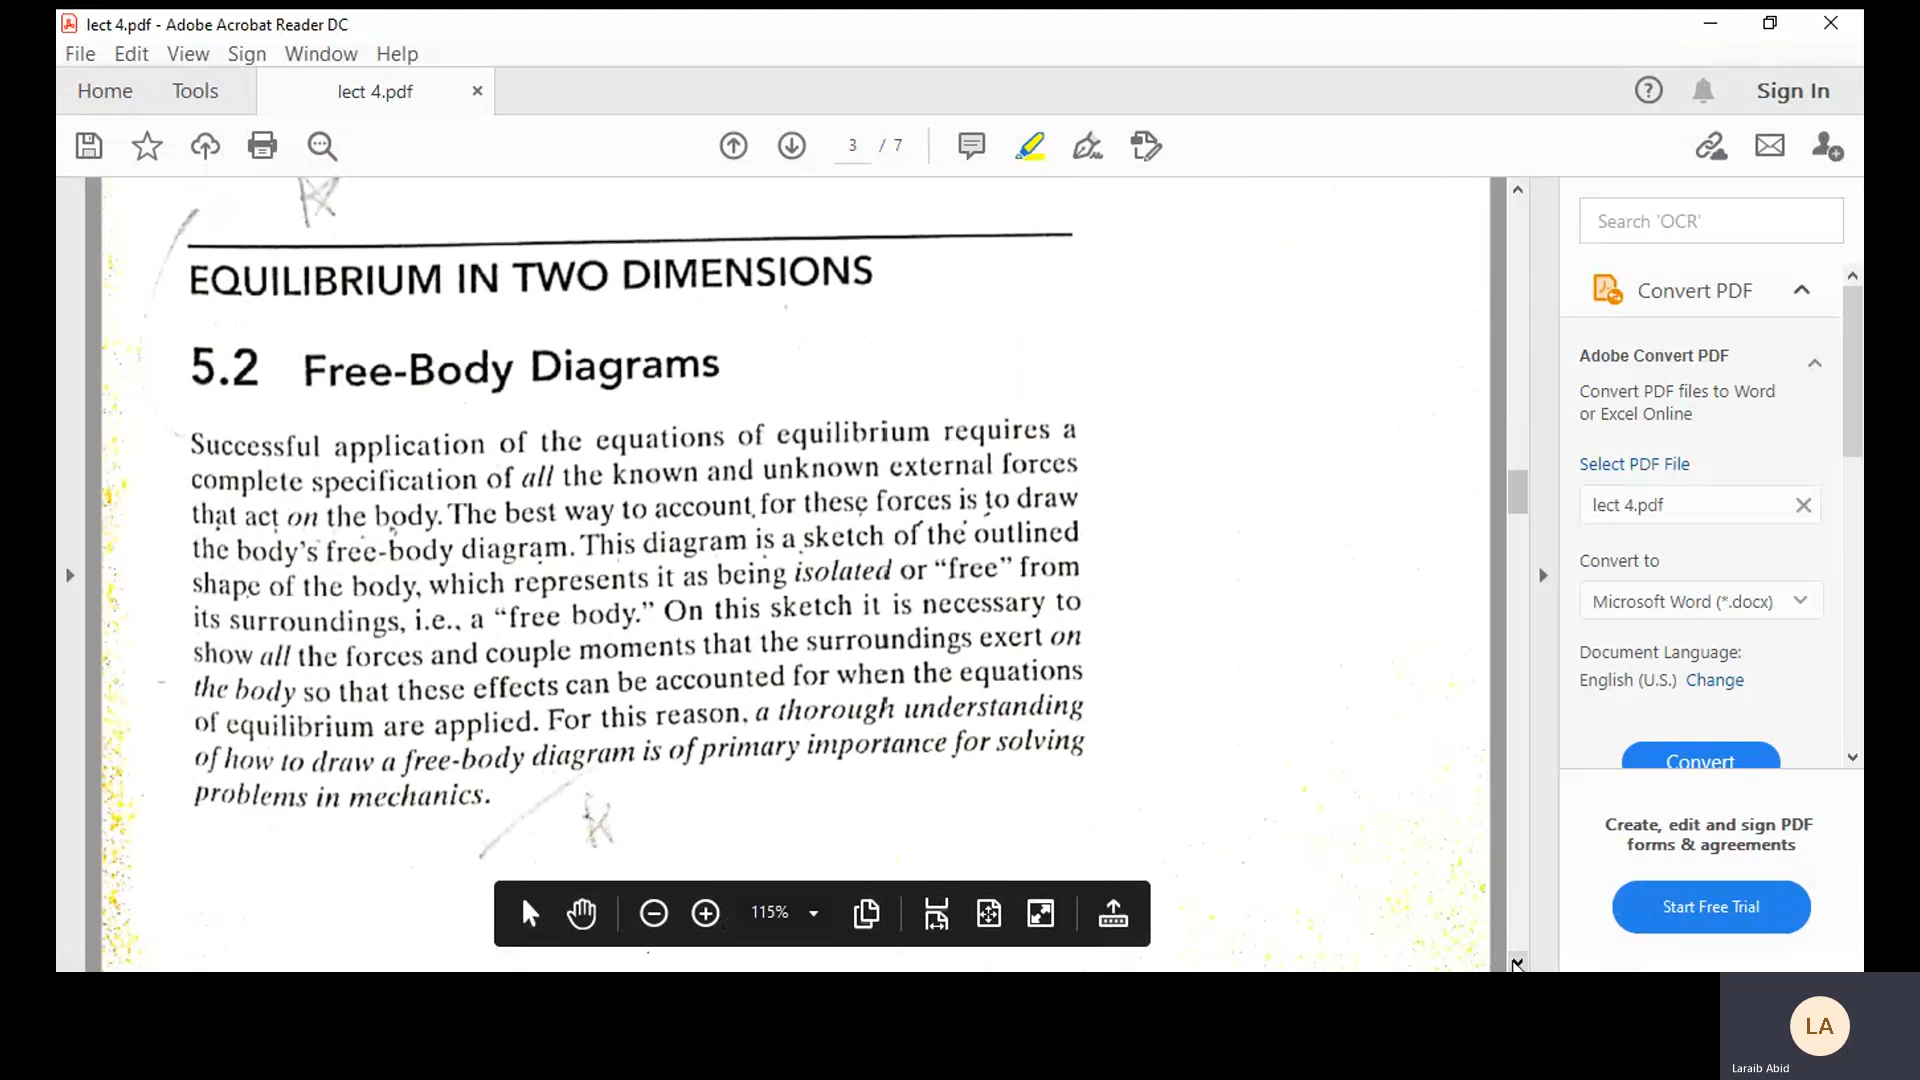 lect 4.pdf - Adobe Acrobat Reader DC
File Edit View Sign Window Help
Home Tools lect 4.pdf Sign In
3 / 7
Search 'OCR'
EQUILIBRIUM IN TWO DIMENSIONS
5.2 Free-Body Diagrams
Successful application of the equations of equilibrium requires a
complete specification of all the known and unknown external forces
that act on the body. The best way to account for these forces is to draw
the body's free-body diagram. This diagram is a sketch of the outlined
shape of the body, which represents it as being isolated or "free" from
its surroundings, i.e., a "free body." On this sketch it is necessary to
show all the forces and couple moments that the surroundings exert on
the body so that these effects can be accounted for when the equations
of equilibrium are applied. For this reason, a thorough understanding
of how to draw a free-body diagram is of primary importance for solving
problems in mechanics.
115%
Convert PDF
Adobe Convert PDF
Convert PDF files to Word
or Excel Online
Select PDF File
lect 4.pdf
Convert to
Microsoft Word (*.docx)
Document Language:
English (U.S.) Change
Convert
Create, edit and sign PDF
forms & agreements
Start Free Trial
LA
Laraib Abid